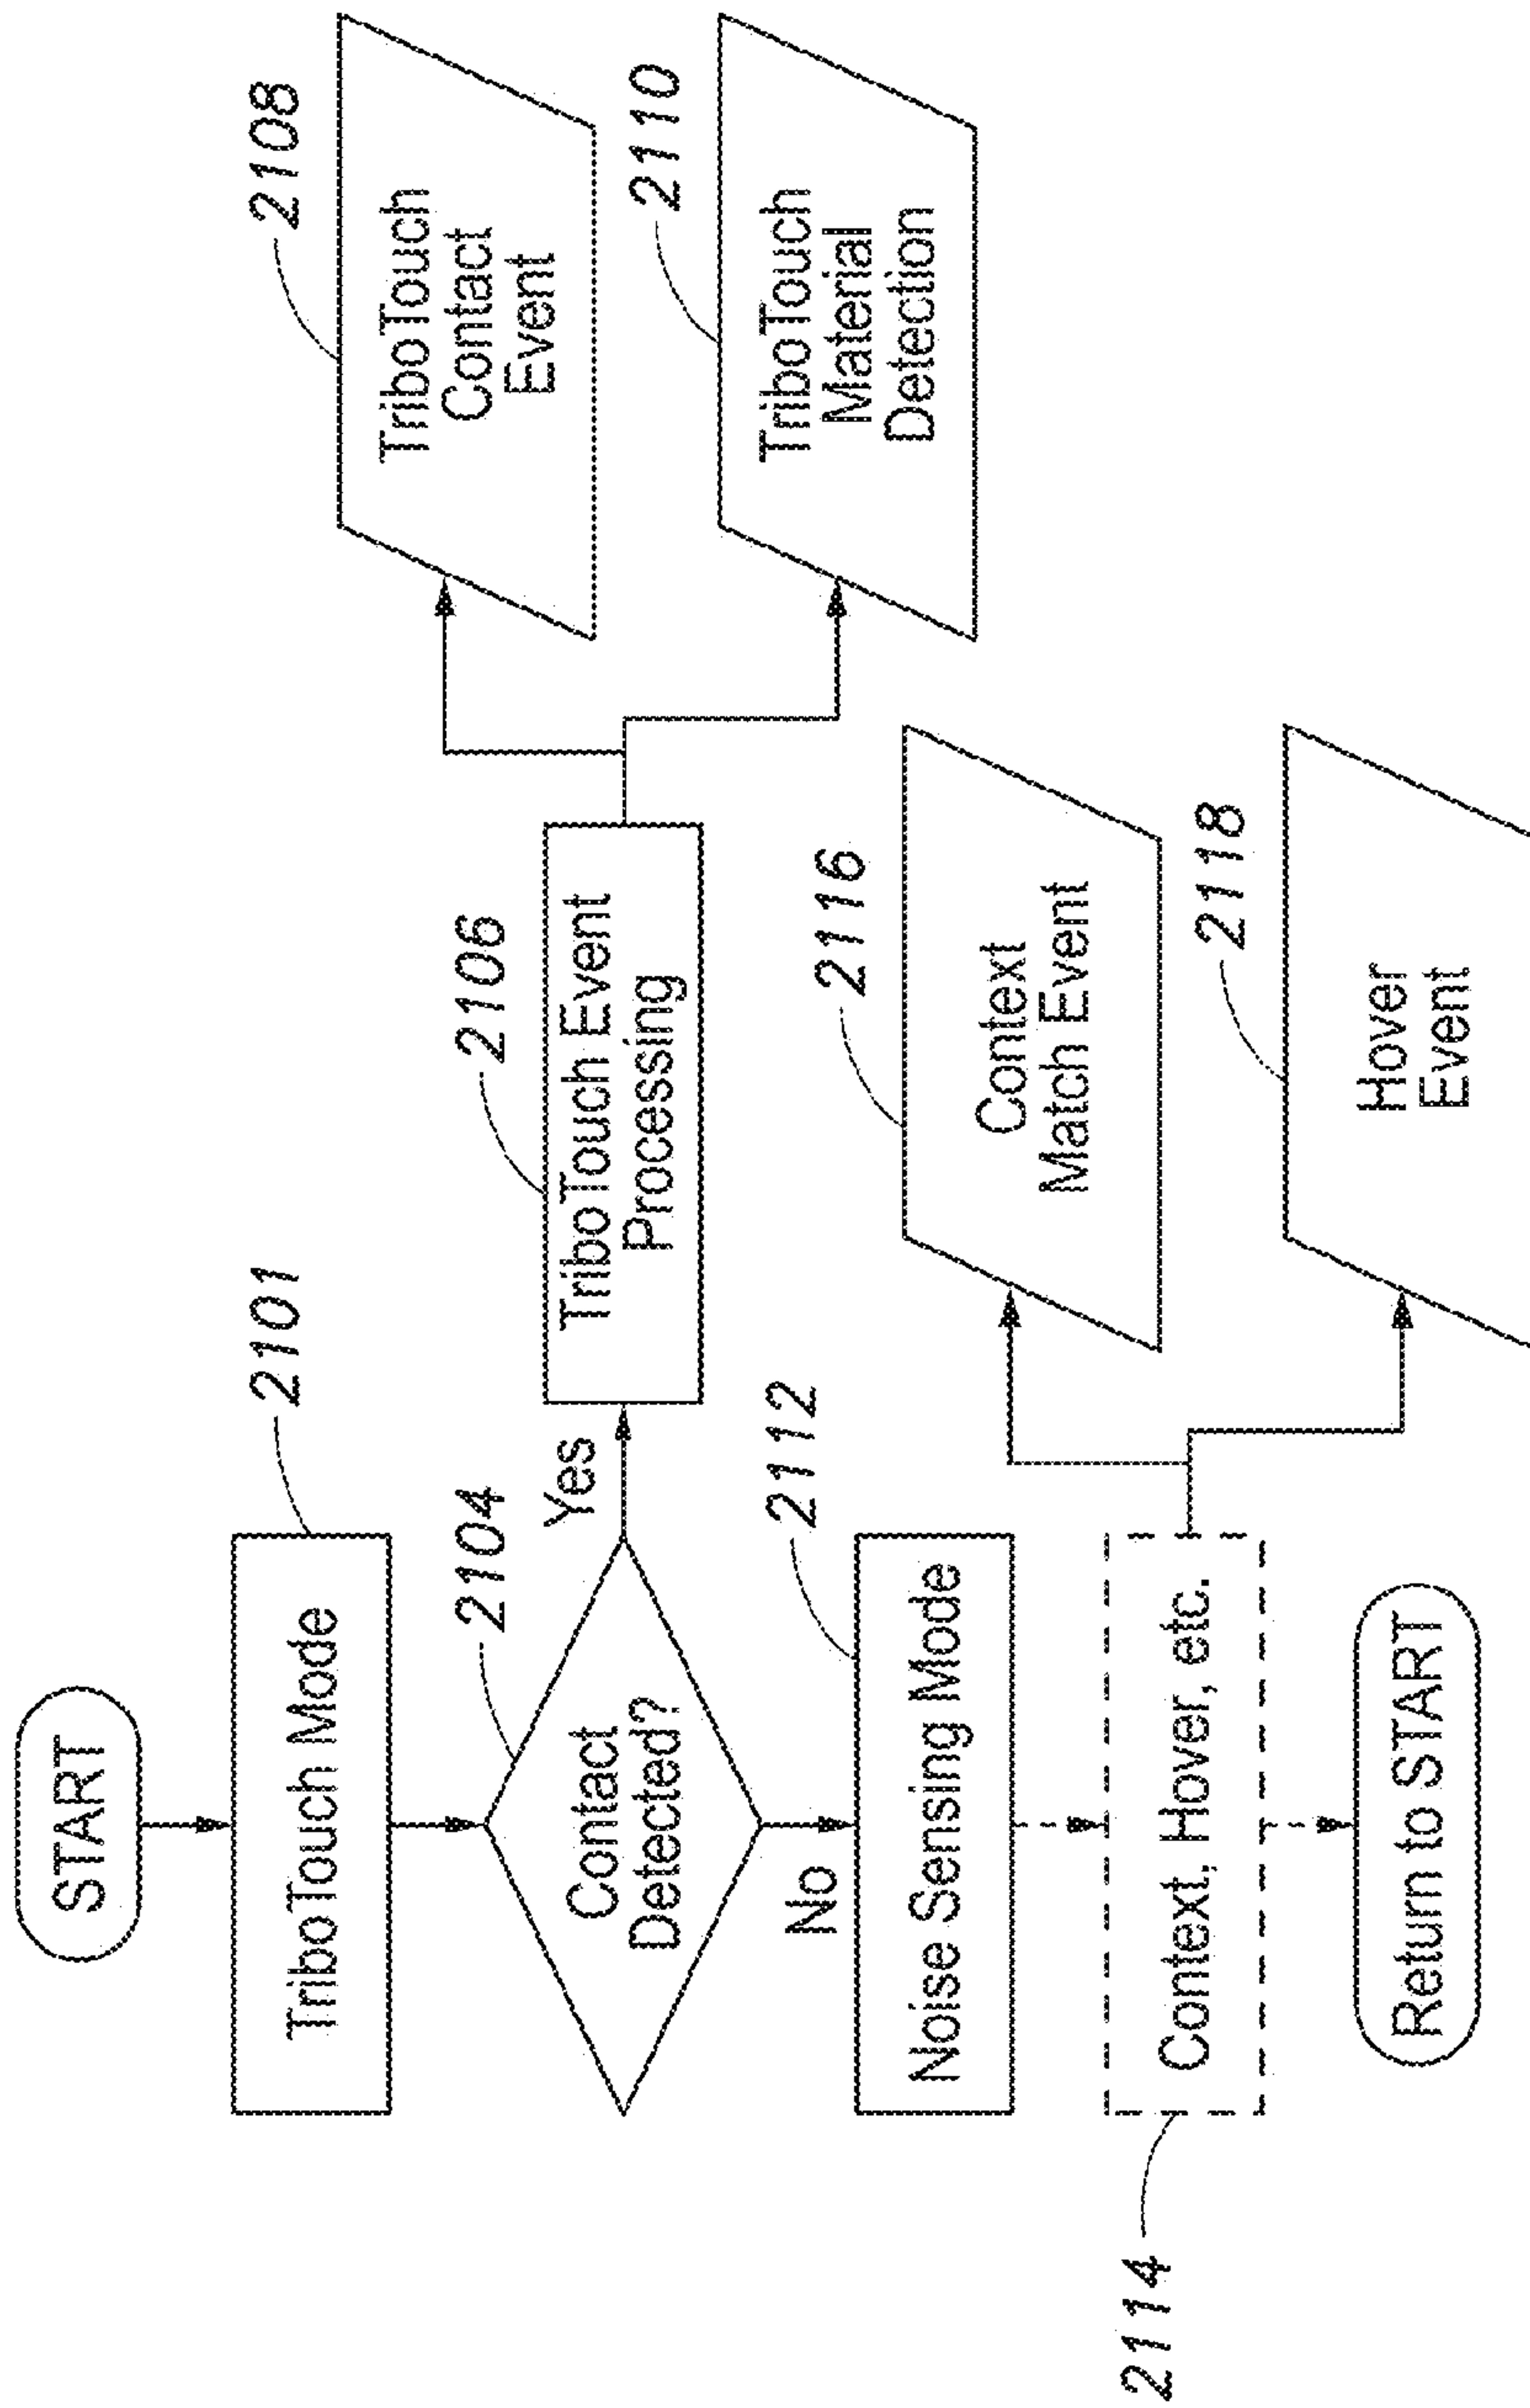 START
2101
TriboTouch Mode
2104
Contact
Detected?
Yes
2106
TriboTouch Event
Processing
2108
TriboTouch
Contact
Event
2110
TriboTouch
Material
Detection
No
2112
Noise Sensing Mode
2114
Context, Hover, etc.
2116
Context
Match Event
2118
Hover
Event
Return to START